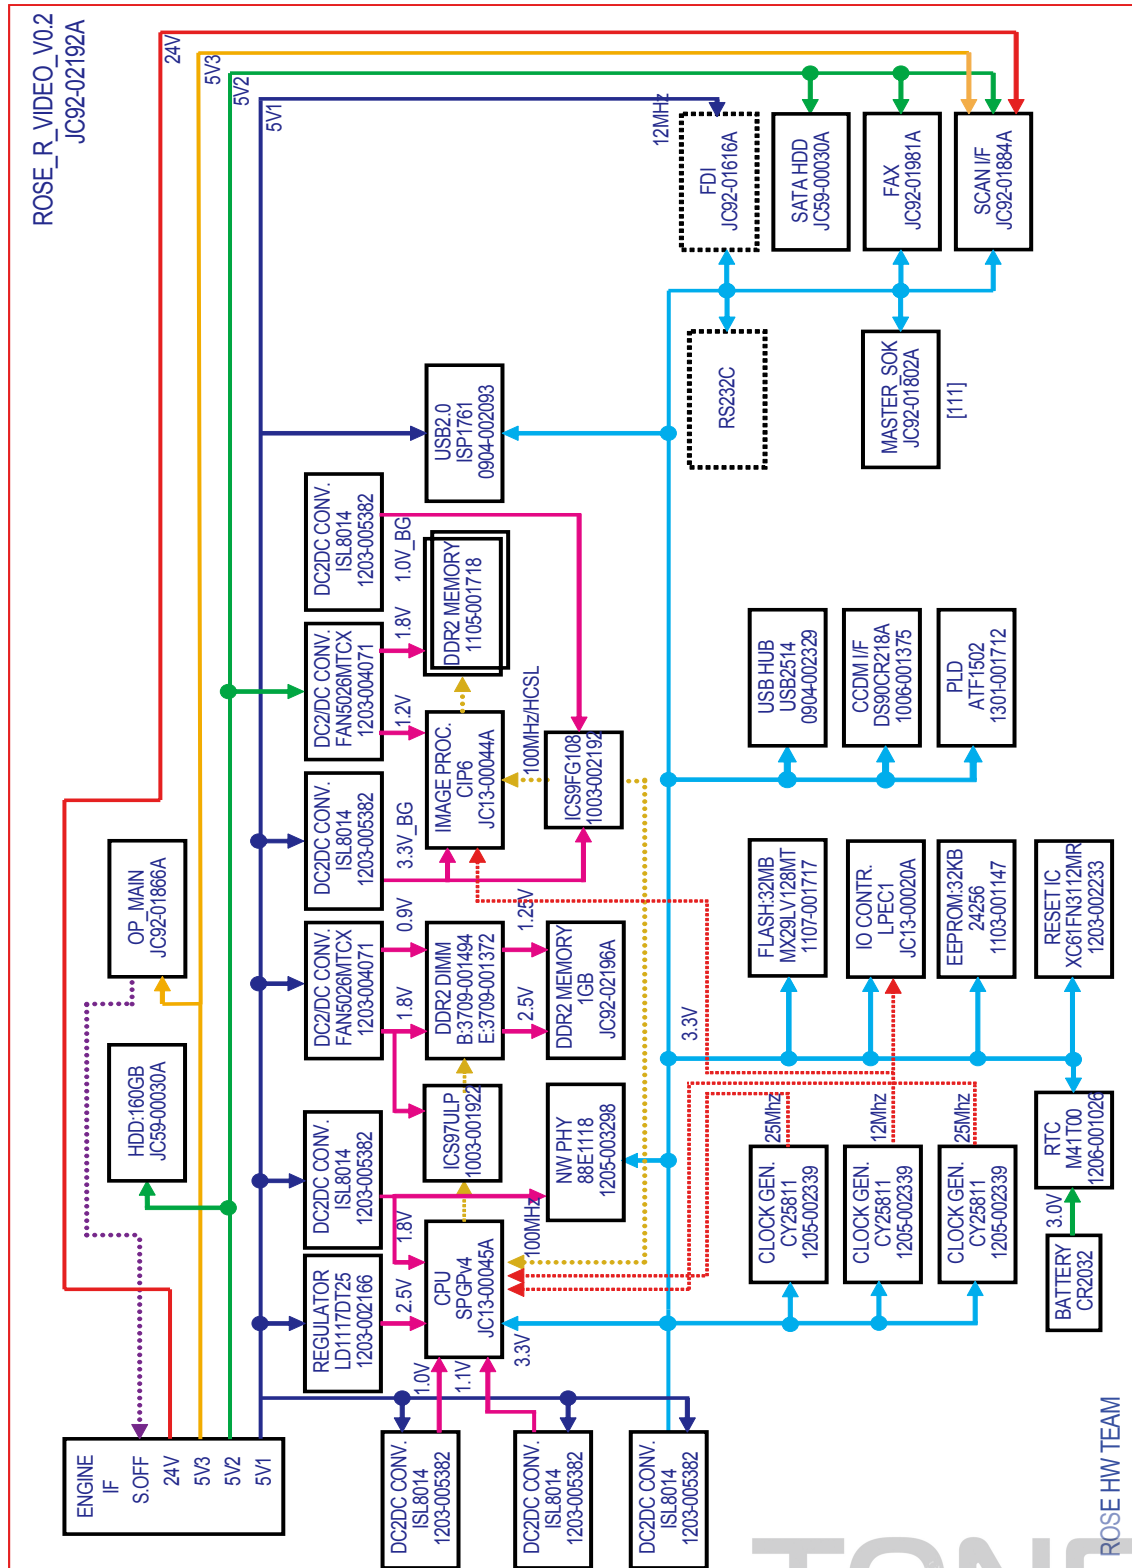 ROSE_R_VIDEO_V0.2
JC92-02192A
ENGINE
IF
S.OFF
24V
5V3
5V2
5V1
24V
5V3
5V2
5V1
HDD:160GB
JC59-00030A
OP_MAIN
JC92-01866A
REGULATOR
LD1117DT25
1203-002166
DC2DC CONV.
ISL8014
1203-005382
DC2/DC CONV.
FAN5026MTCX
1203-004071
DC2DC CONV.
ISL8014
1203-005382
DC2/DC CONV.
FAN5026MTCX
1203-004071
DC2DC CONV.
ISL8014
1203-005382
2.5V
1.8V
1.8V
0.9V
3.3V_BG
1.2V
1.8V
1.0V_BG
DC2DC CONV.
ISL8014
1203-005382
DC2DC CONV.
ISL8014
1203-005382
DC2DC CONV.
ISL8014
1203-005382
1.0V
1.1V
3.3V
CPU
SPGPv4
JC13-00045A
100MHz
ICS97ULP
1003-001922
DDR2 DIMM
B:3709-001494
E:3709-001372
2.5V
1.25V
IMAGE PROC.
CIP6
JC13-00044A
100MHz/HCSL
DDR2 MEMORY
1105-001718
USB2.0
ISP1761
0904-002093
NW PHY
88E1118
1205-003298
DDR2 MEMORY
1GB
JC92-02196A
ICS9FG108
1003-002192
3.3V
12MHz
FDI
JC92-01616A
SATA HDD
JC59-00030A
FAX
JC92-01981A
SCAN I/F
JC92-01884A
RS232C
MASTER_SOK
JC92-01802A
[111]
CLOCK GEN.
CY25811
1205-002339
25Mhz
CLOCK GEN.
CY25811
1205-002339
12Mhz
CLOCK GEN.
CY25811
1205-002339
25Mhz
FLASH:32MB
MX29LV128MT
1107-001717
IO CONTR.
LPEC1
JC13-00020A
EEPROM:32KB
24256
1103-001147
RESET IC
XC61FN3112MR
1203-002233
USB HUB
USB2514
0904-002329
CCDM I/F
DS90CR218A
1006-001375
PLD
ATF1502
1301-001712
BATTERY
CR2032
3.0V
RTC
M41T00
1206-001026
ROSE HW TEAM